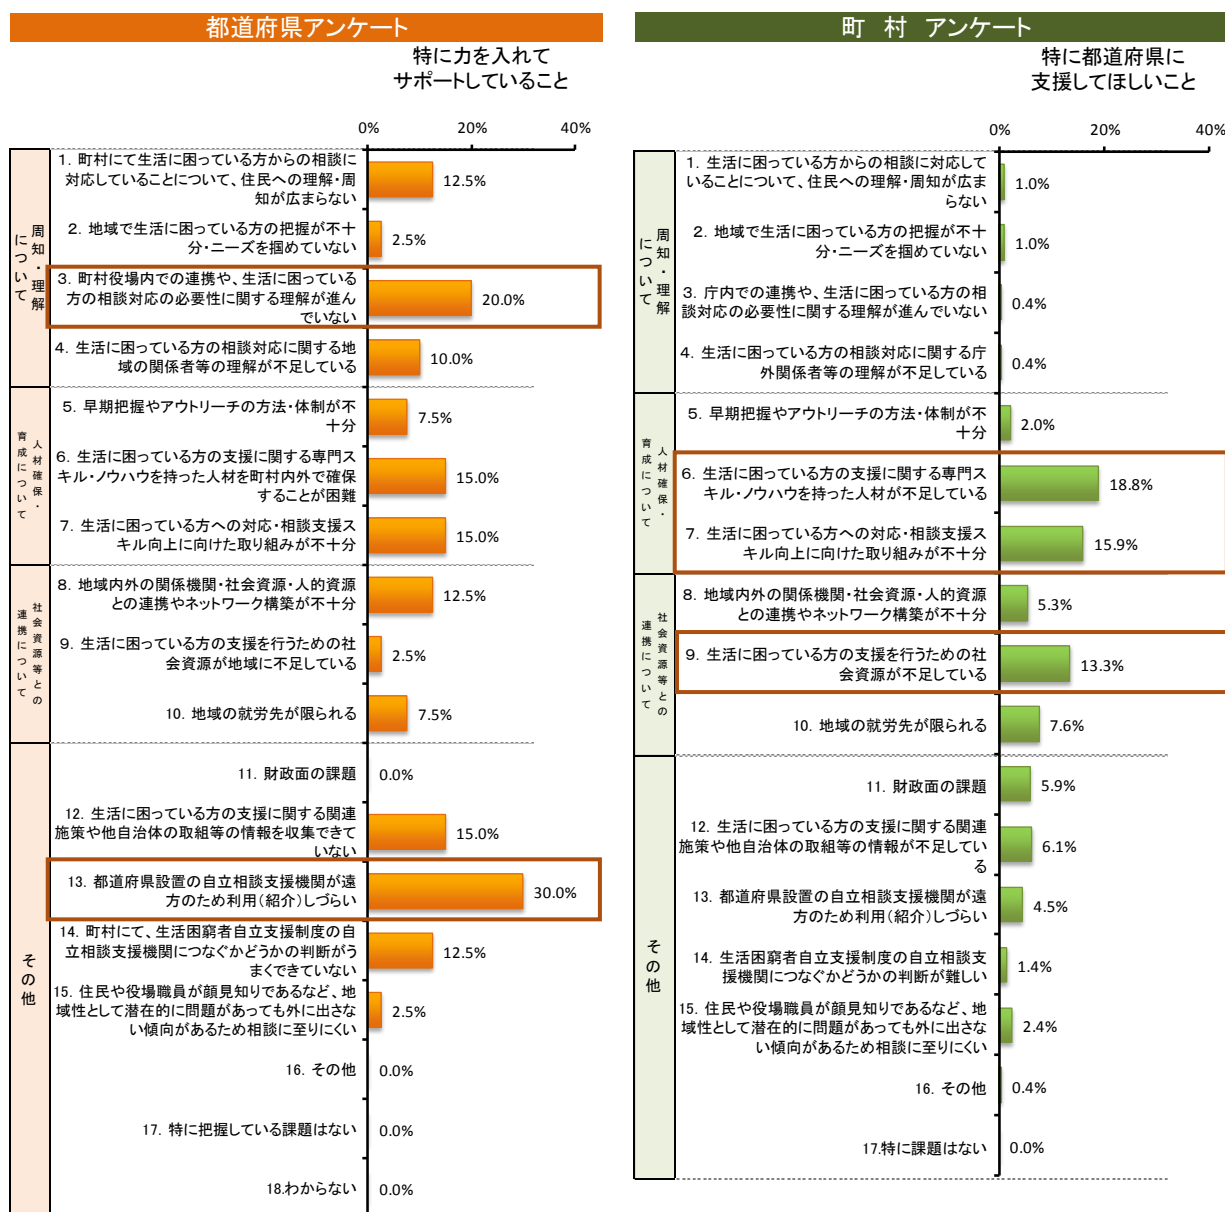 都道府県アンケート
特に力を入れて
サポートしていること
0%
20%
40%
周知・理解
について
1. 町村にて生活に困っている方からの相談に
対応していることについて、住民への理解・周
知が広まらない
12.5%
2. 地域で生活に困っている方の把握が不十
分・ニーズを掴めていない
2.5%
3. 町村役場内での連携や、生活に困っている
方の相談対応の必要性に関する理解が進ん
でいない
20.0%
4. 生活に困っている方の相談対応に関する地
域の関係者等の理解が不足している
10.0%
人材確保・
育成について
5. 早期把握やアウトリーチの方法・体制が不
十分
7.5%
6. 生活に困っている方の支援に関する専門ス
キル・ノウハウを持った人材を町村内外で確保
することが困難
15.0%
7. 生活に困っている方への対応・相談支援ス
キル向上に向けた取り組みが不十分
15.0%
社会資源等との
連携について
8. 地域内外の関係機関・社会資源・人的資源
との連携やネットワーク構築が不十分
12.5%
9. 生活に困っている方の支援を行うための社
会資源が地域に不足している
2.5%
10. 地域の就労先が限られる
7.5%
その他
11. 財政面の課題
0.0%
12. 生活に困っている方の支援に関する関連
施策や他自治体の取組等の情報を収集できて
いない
15.0%
13. 都道府県設置の自立相談支援機関が遠
方のため利用(紹介)しづらい
30.0%
14. 町村にて、生活困窮者自立支援制度の自
立相談支援機関につなぐかどうかの判断がう
まくできていない
12.5%
15. 住民や役場職員が顔見知りであるなど、地
域性として潜在的に問題があっても外に出さな
い傾向があるため相談に至りにくい
2.5%
16. その他
0.0%
17. 特に把握している課題はない
0.0%
18.わからない
0.0%
町 村 アンケート
特に都道府県に
支援してほしいこと
0%
20%
40%
周知・理解
について
1. 生活に困っている方からの相談に対応して
いることについて、住民への理解・周知が広ま
らない
1.0%
2. 地域で生活に困っている方の把握が不十
分・ニーズを掴めていない
1.0%
3. 庁内での連携や、生活に困っている方の相
談対応の必要性に関する理解が進んでいない
0.4%
4. 生活に困っている方の相談対応に関する庁
外関係者等の理解が不足している
0.4%
人材確保・
育成について
5. 早期把握やアウトリーチの方法・体制が不
十分
2.0%
6. 生活に困っている方の支援に関する専門ス
キル・ノウハウを持った人材が不足している
18.8%
7. 生活に困っている方への対応・相談支援ス
キル向上に向けた取り組みが不十分
15.9%
社会資源等との
連携について
8. 地域内外の関係機関・社会資源・人的資源
との連携やネットワーク構築が不十分
5.3%
9. 生活に困っている方の支援を行うための社
会資源が不足している
13.3%
10. 地域の就労先が限られる
7.6%
その他
11. 財政面の課題
5.9%
12. 生活に困っている方の支援に関する関連
施策や他自治体の取組等の情報が不足してい
る
6.1%
13. 都道府県設置の自立相談支援機関が遠
方のため利用(紹介)しづらい
4.5%
14. 生活困窮者自立支援制度の自立相談支
援機関につなぐかどうかの判断が難しい
1.4%
15. 住民や役場職員が顔見知りであるなど、地
域性として潜在的に問題があっても外に出さな
い傾向があるため相談に至りにくい
2.4%
16. その他
0.4%
17.特に課題はない
0.0%